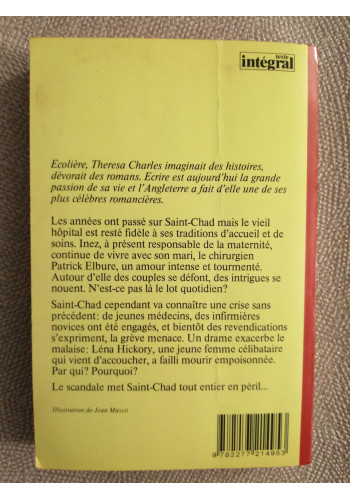 texte
intégral
Ecolière, Theresa Charles imaginait des histoires,
dévorait des romans. Ecrire est aujourd'hui la grande
passion de sa vie et l'Angleterre a fait d'elle une de ses
plus célèbres romancières.
Les années ont passé sur Saint-Chad mais le vieil
hôpital est resté fidèle à ses traditions d'accueil et de
soins. Inez, à présent responsable de la maternité,
continue de vivre avec son mari, le chirurgien
Patrick Elbure, un amour intense et tourmenté.
Autour d'elle des couples se défont, des intrigues se
nouent. N'est-ce pas là le lot quotidien?
Saint-Chad cependant va connaître une crise sans
précédent: de jeunes médecins, des infirmières
novices ont été engagés, et bientôt des revendications
s'expriment, la grève menace. Un drame exacerbe le
malaise: Léna Hickory, une jeune femme célibataire
qui vient d'accoucher, a failli mourir empoisonnée.
Par qui? Pourquoi?
Le scandale met Saint-Chad tout entier en péril...
Illustration de Jean Mascii
9 782277 214953